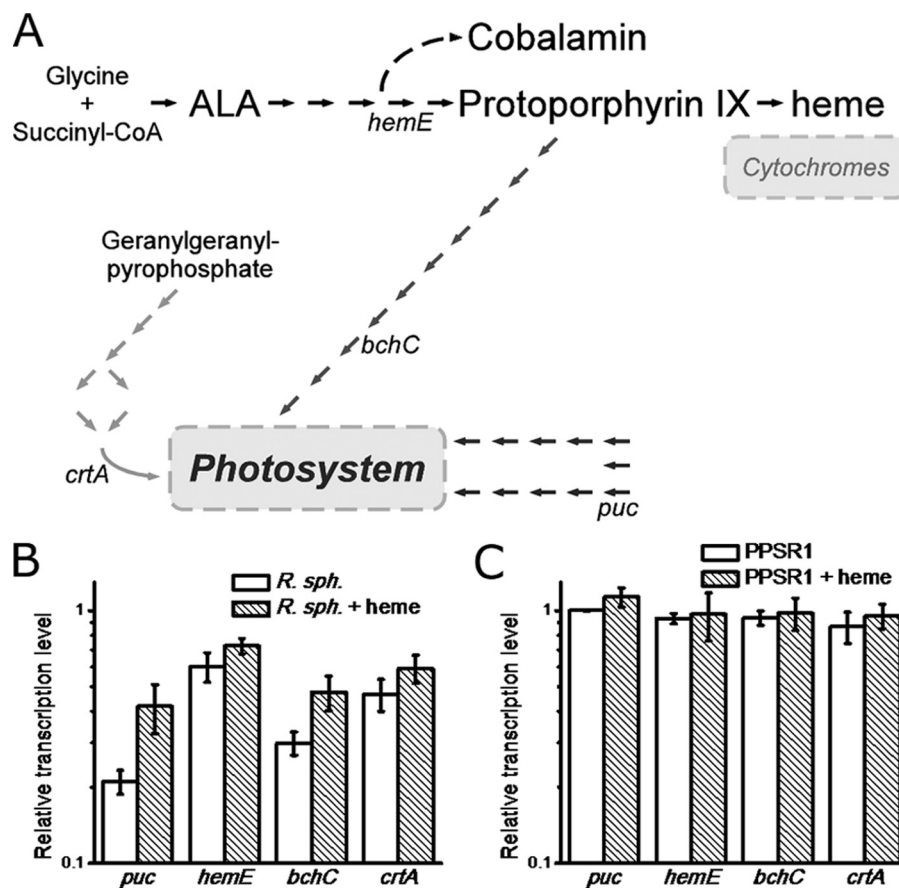 A
Cobalamin
Glycine
+
Succinyl-CoA
ALA
hemE
Protoporphyrin IX
heme
Cytochromes
Geranylgeranyl-
pyrophosphate
bchC
crtA
Photosystem
puc
B
R. sph.
R. sph. + heme
Relative transcription level
1
0.1
puc hemE bchC crtA
C
PPSR1
PPSR1 + heme
Relative transcription level
1
0.1
puc hemE bchC crtA